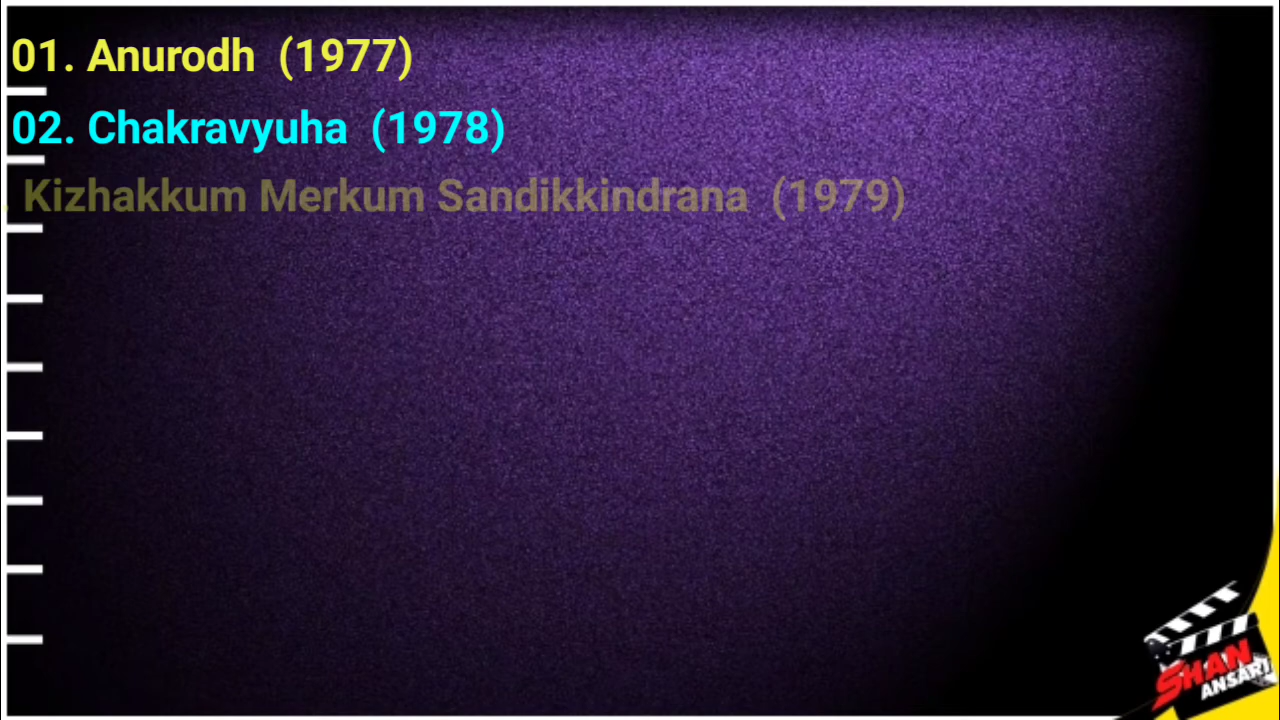 01. Anurodh (1977)
02. Chakravyuha (1978)
Kizhakkum Merkum Sandikkindrana (1979)
SHAN
ANSARI